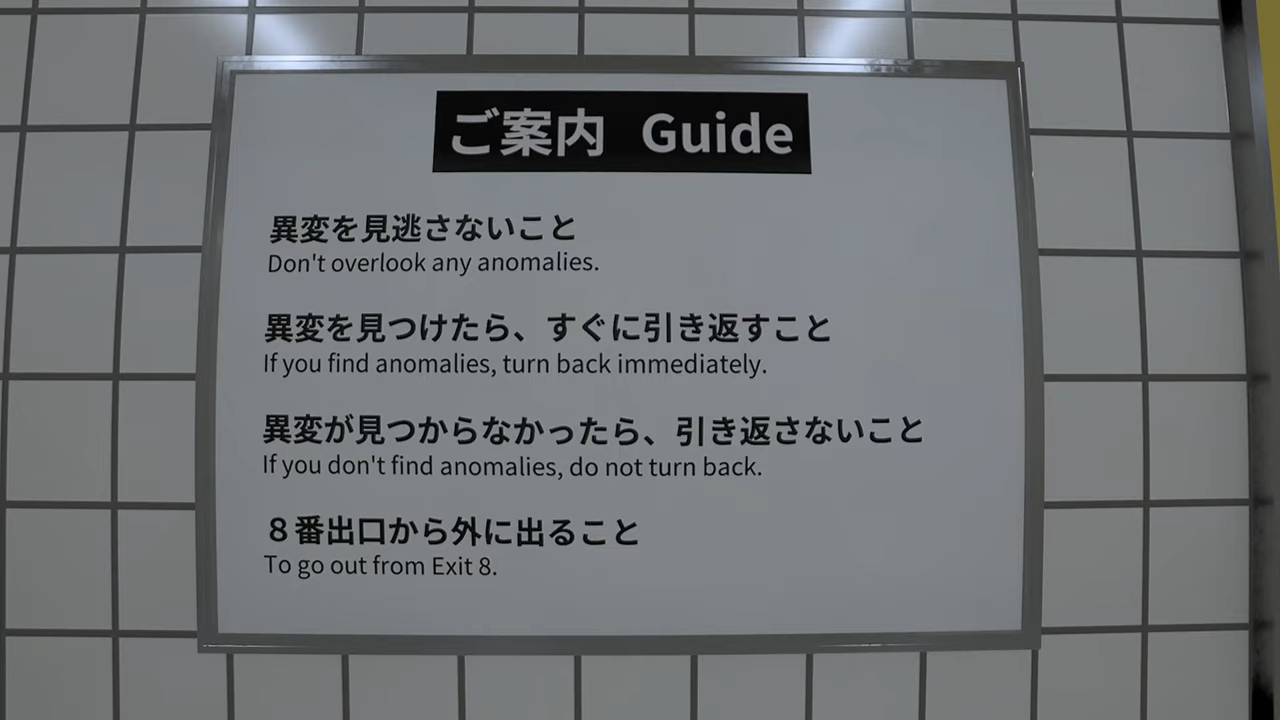 ご案内 Guide
異変を見逃さないこと
Don't overlook any anomalies.
異変を見つけたら、すぐに引き返すこと
If you find anomalies, turn back immediately.
異変が見つからなかったら、引き返さないこと
If you don't find anomalies, do not turn back.
８番出口から外に出ること
To go out from Exit 8.